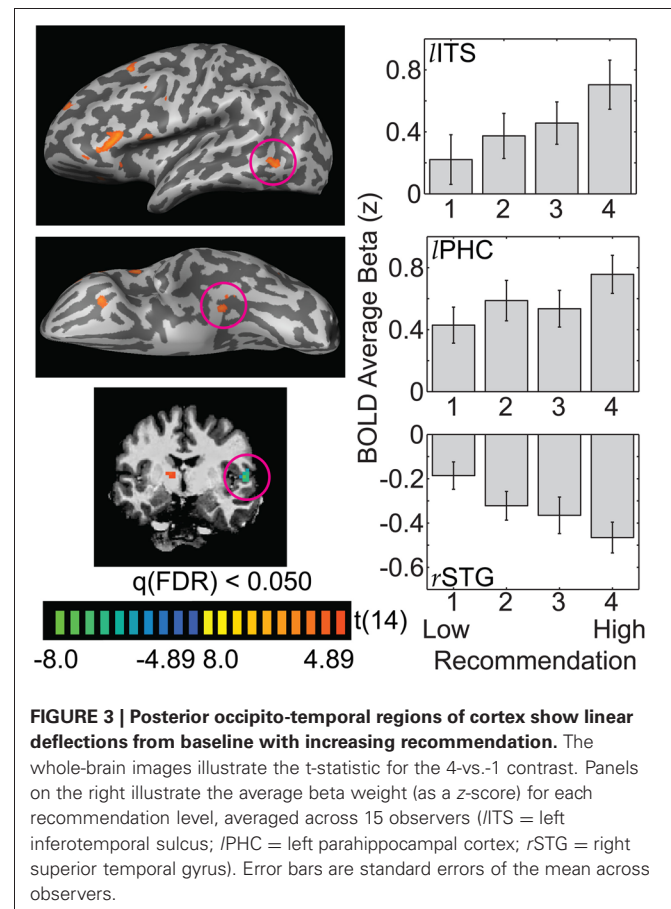 lITS
0.8
0.4
0
1 2 3 4
BOLD Average Beta (z)
lPHC
0.8
0.4
0
1 2 3 4
0
-0.2
-0.4
-0.6
rSTG
1 2 3 4
Low High
Recommendation
q(FDR) < 0.050
t(14)
-8.0 -4.89 8.0 4.89
FIGURE 3 | Posterior occipito-temporal regions of cortex show linear
deflections from baseline with increasing recommendation. The
whole-brain images illustrate the t-statistic for the 4-vs.-1 contrast. Panels
on the right illustrate the average beta weight (as a z-score) for each
recommendation level, averaged across 15 observers (lITS = left
inferotemporal sulcus; lPHC = left parahippocampal cortex; rSTG = right
superior temporal gyrus). Error bars are standard errors of the mean across
observers.